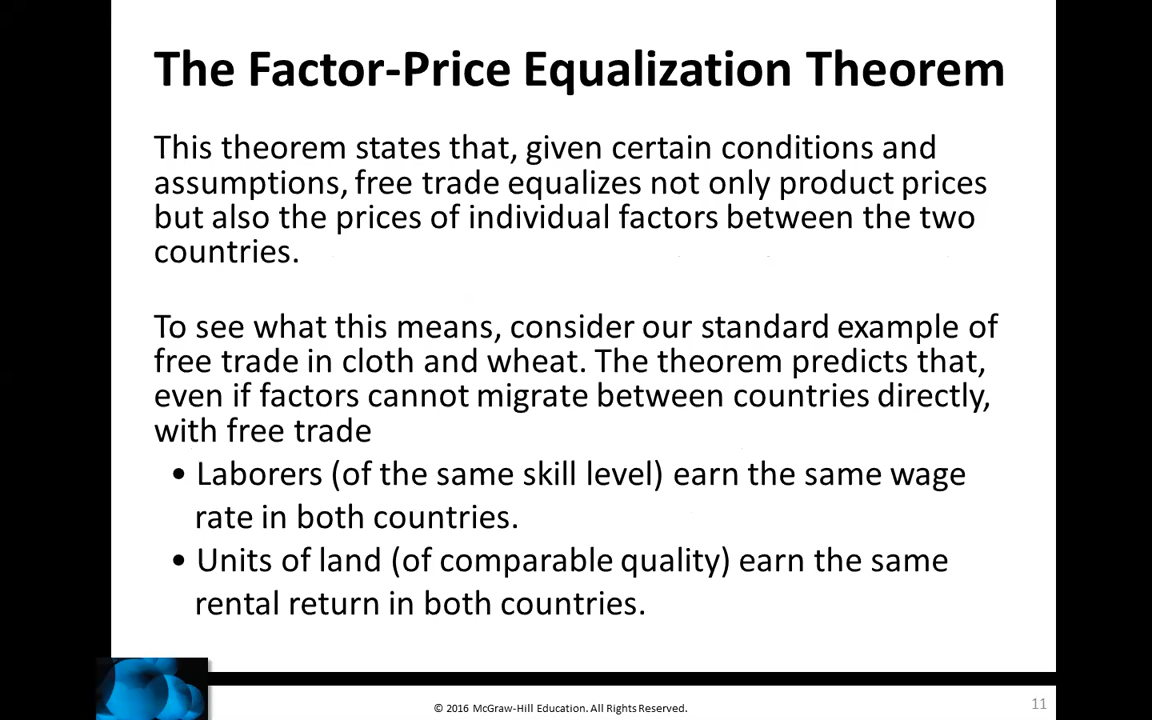 The Factor-Price Equalization Theorem
This theorem states that, given certain conditions and
assumptions, free trade equalizes not only product prices
but also the prices of individual factors between the two
countries.
To see what this means, consider our standard example of
free trade in cloth and wheat. The theorem predicts that,
even if factors cannot migrate between countries directly,
with free trade
• Laborers (of the same skill level) earn the same wage
rate in both countries.
• Units of land (of comparable quality) earn the same
rental return in both countries.
© 2016 McGraw-Hill Education. All Rights Reserved.
11